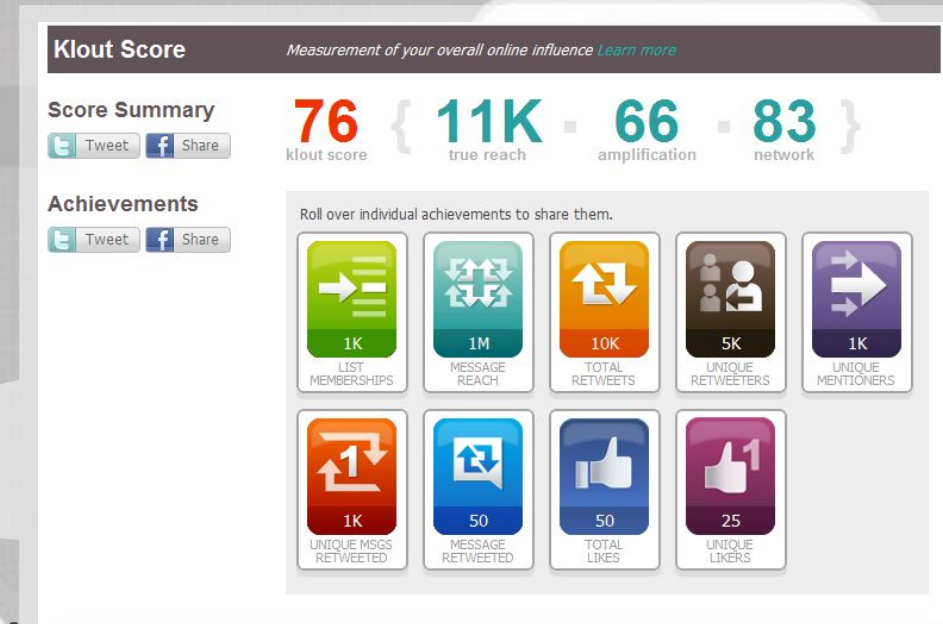 Klout Score
Measurement of your overall online influence Learn more
Score Summary
Tweet
Share
76 { 11K 66 83 }
klout score true reach amplification network
Achievements
Tweet
Share
Roll over individual achievements to share them.
1K
LIST
MEMBERSHIPS
1M
MESSAGE
REACH
10K
TOTAL
RETWEETS
5K
UNIQUE
RETWEETERS
1K
UNIQUE
MENTIONERS
1
1K
UNIQUE MSGS
RETWEETED
50
MESSAGE
RETWEETED
50
TOTAL
LIKES
1
25
UNIQUE
LIKERS